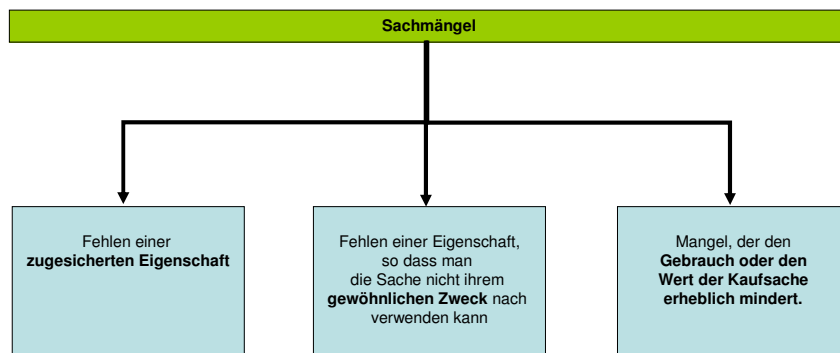 Sachmängel
Fehlen einer
zugesicherten Eigenschaft
Fehlen einer Eigenschaft,
so dass man
die Sache nicht ihrem
gewöhnlichen Zweck nach
verwenden kann
Mangel, der den
Gebrauch oder den
Wert der Kaufsache
erheblich mindert.